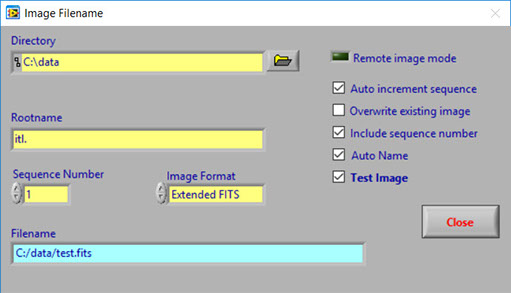 Image Filename
Directory
C:\data
Remote image mode
Auto increment sequence
Overwrite existing image
Rootname
itl.
Include sequence number
Auto Name
Sequence Number
Image Format
Test Image
1
Extended FITS
Close
Filename
C:/data/test.fits